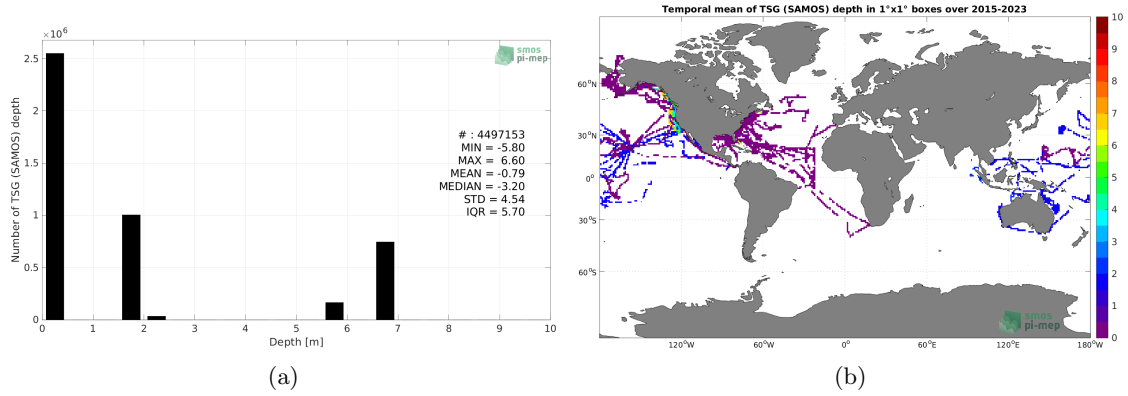 ×10⁶
2.5
2
1.5
1
0.5
0
0 1 2 3 4 5 6 7 8 9 10
Number of TSG (SAMOS) depth
Depth [m]
smos
pi-mep
# : 4497153
MIN = -5.80
MAX = 6.60
MEAN = -0.79
MEDIAN = -3.20
STD = 4.54
IQR = 5.70
(a)
Temporal mean of TSG (SAMOS) depth in 1°x1° boxes over 2015-2023
60°N
30°N
0°
30°S
60°S
120°W 60°W 0° 60°E 120°E 180°W
smos
pi-mep
10
9
8
7
6
5
4
3
2
1
0
(b)